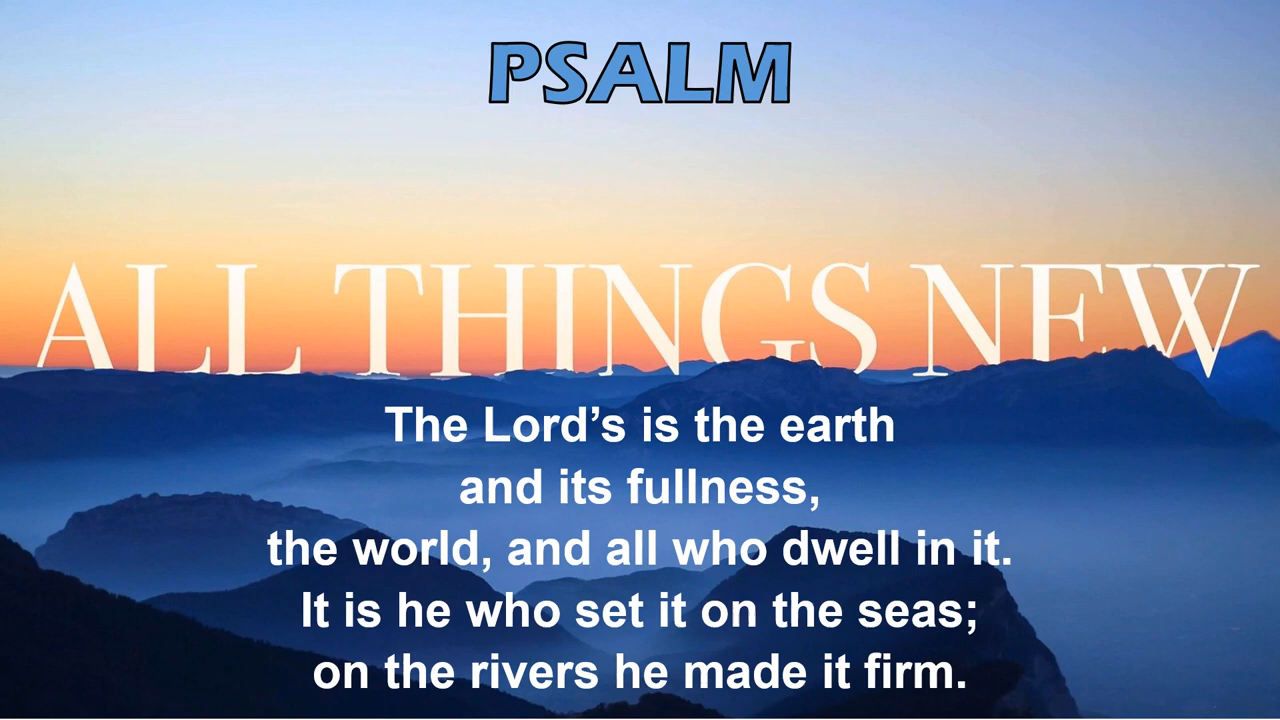 PSALM
ALL THINGS NEW
The Lord’s is the earth
and its fullness,
the world, and all who dwell in it.
It is he who set it on the seas;
on the rivers he made it firm.